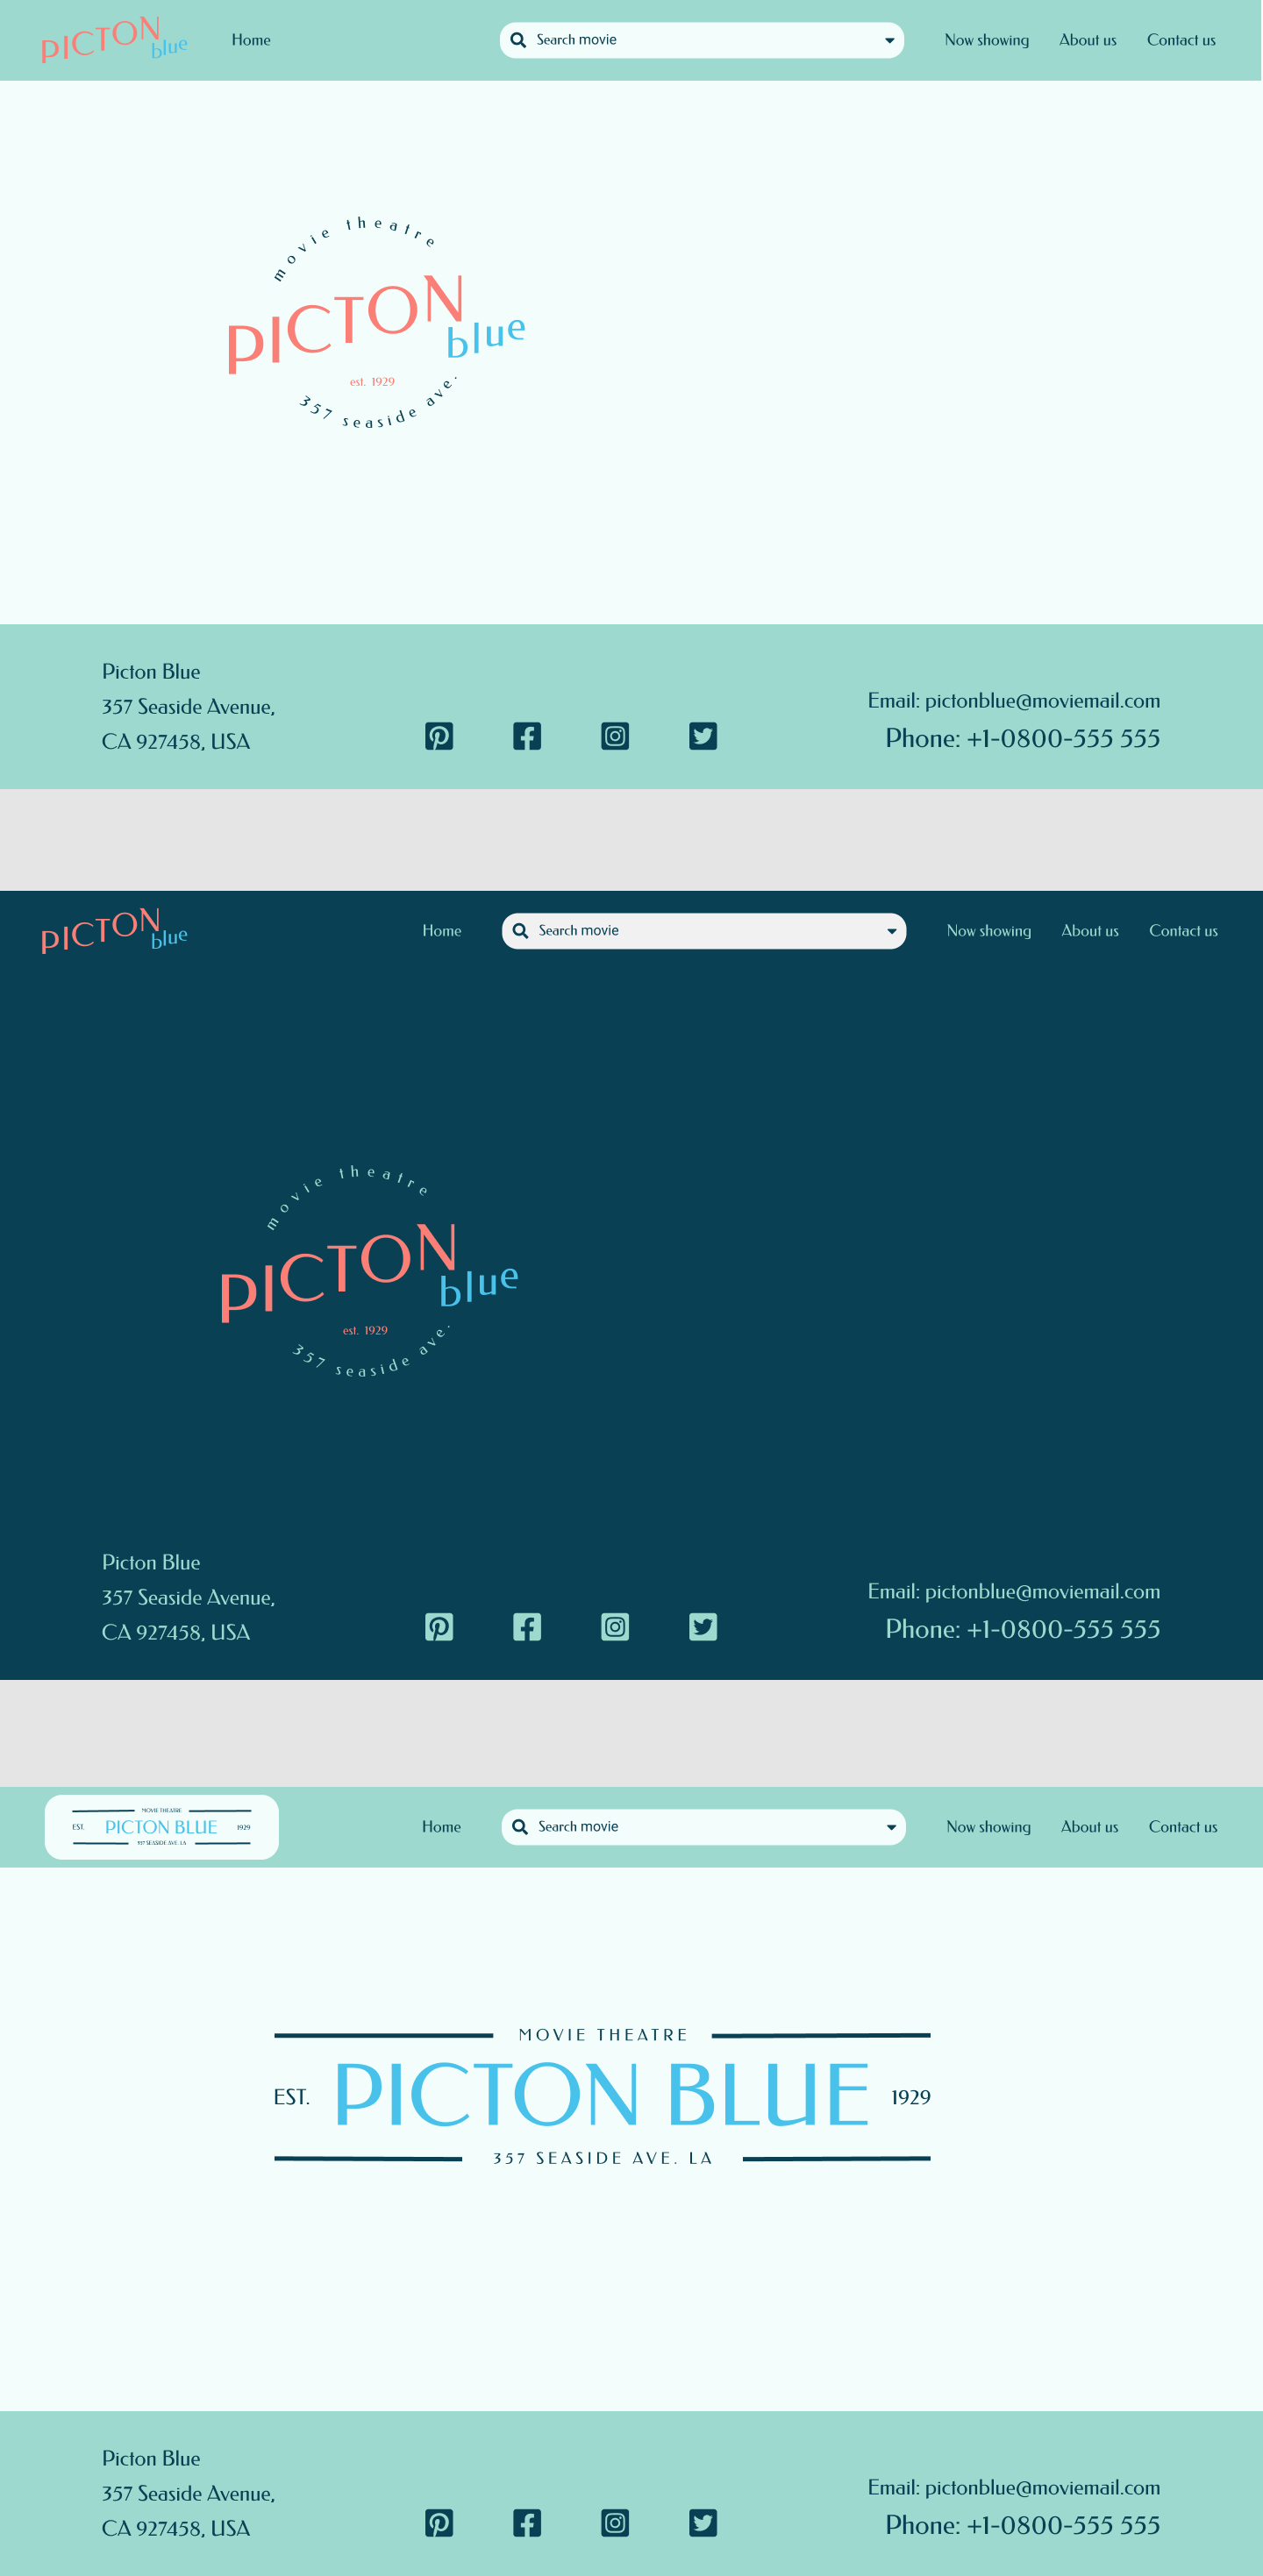 PICTON
blue
Home
Search movie
Now showing
About us
Contact us
movie theatre
PICTON
blue
est. 1929
357 seaside ave.
Picton Blue
357 Seaside Avenue,
CA 927458, USA
Email: pictonblue@moviemail.com
Phone: +1-0800-555 555
PICTON
blue
Home
Search movie
Now showing
About us
Contact us
movie theatre
PICTON
blue
est. 1929
357 seaside ave.
Picton Blue
357 Seaside Avenue,
CA 927458, USA
Email: pictonblue@moviemail.com
Phone: +1-0800-555 555
MOVIE THEATRE
EST. PICTON BLUE 1929
357 SEASIDE AVE. LA
Home
Search movie
Now showing
About us
Contact us
MOVIE THEATRE
EST. PICTON BLUE 1929
357 SEASIDE AVE. LA
Picton Blue
357 Seaside Avenue,
CA 927458, USA
Email: pictonblue@moviemail.com
Phone: +1-0800-555 555